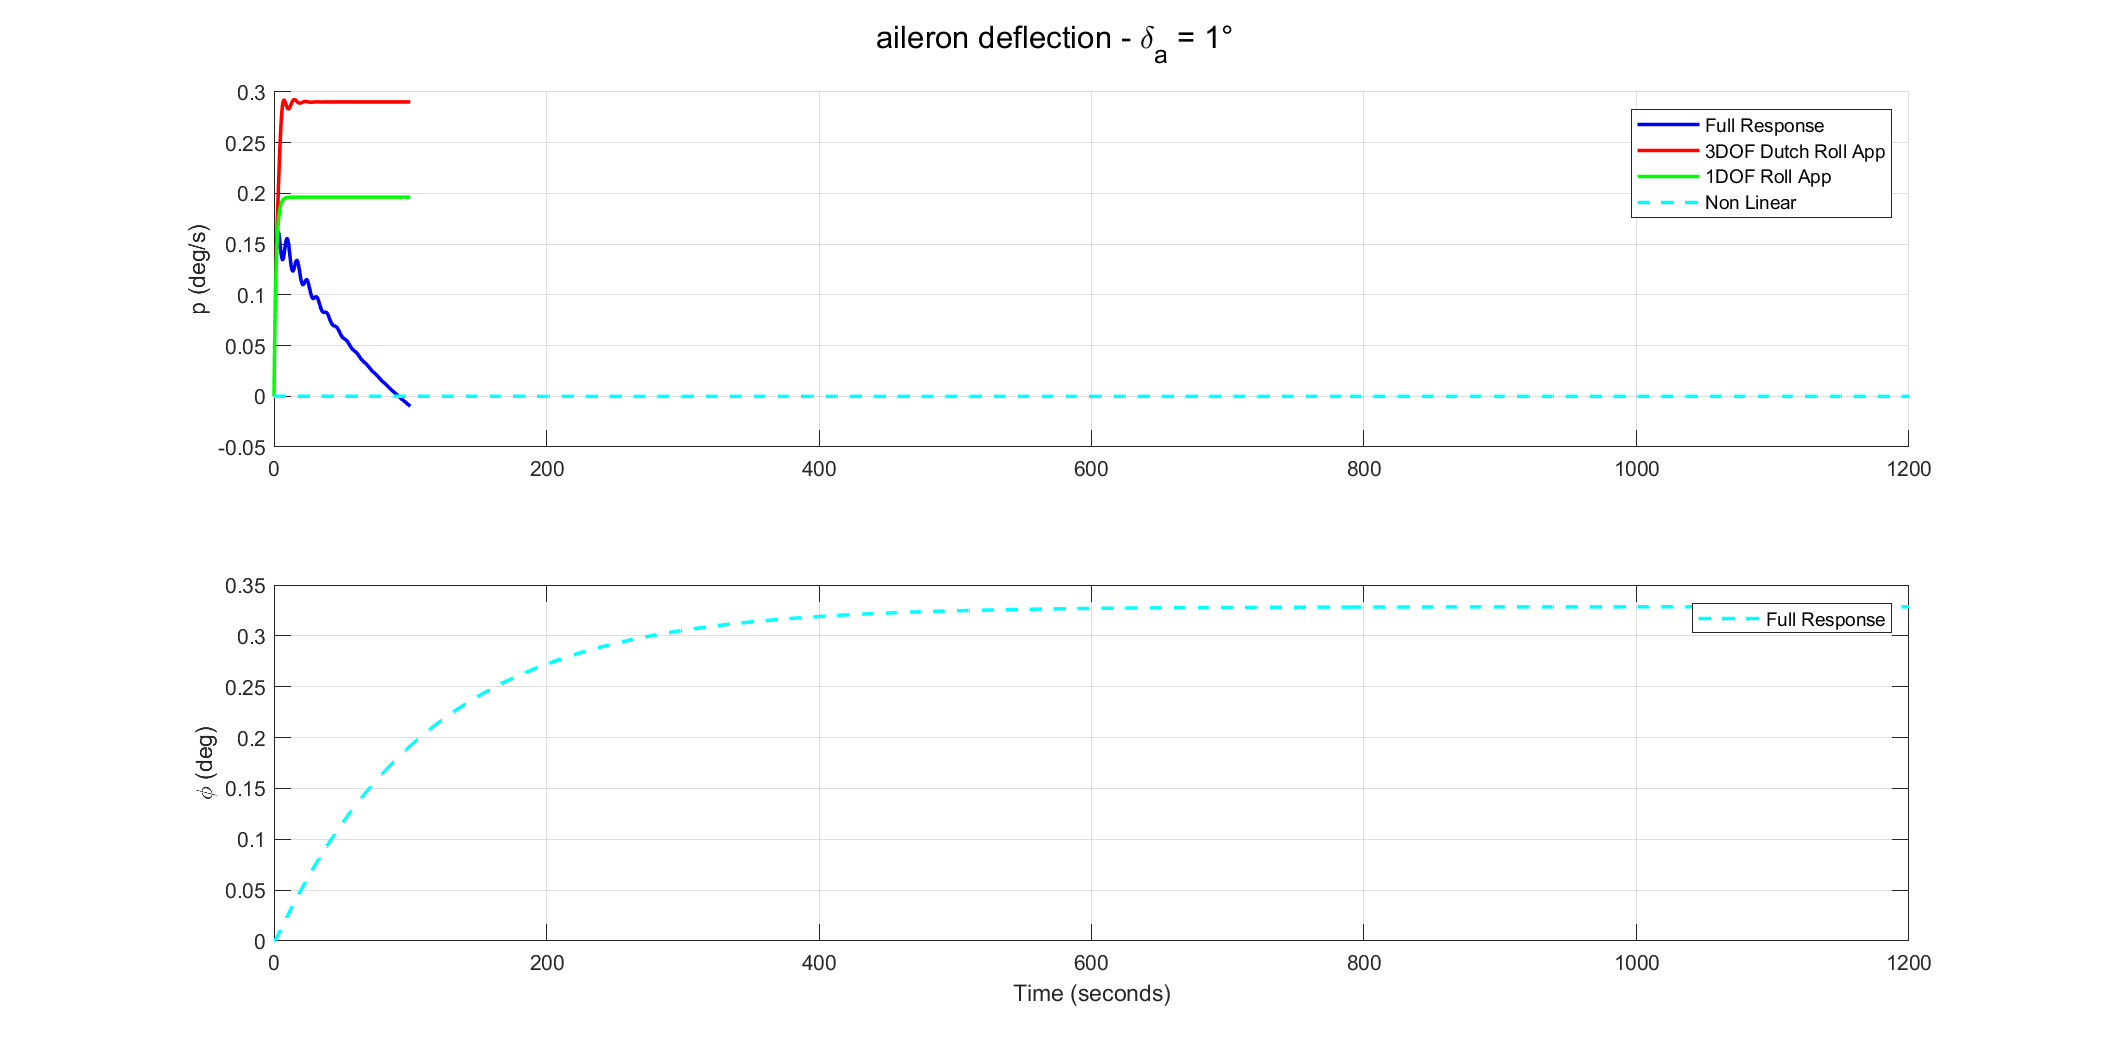 aileron deflection - δa = 1°
0.3
0.25
0.2
0.15
0.1
0.05
0
-0.05
p (deg/s)
Full Response
3DOF Dutch Roll App
1DOF Roll App
Non Linear
0 200 400 600 800 1000 1200
0.35
0.3
0.25
0.2
0.15
0.1
0.05
0
ϕ (deg)
Full Response
0 200 400 600 800 1000 1200
Time (seconds)